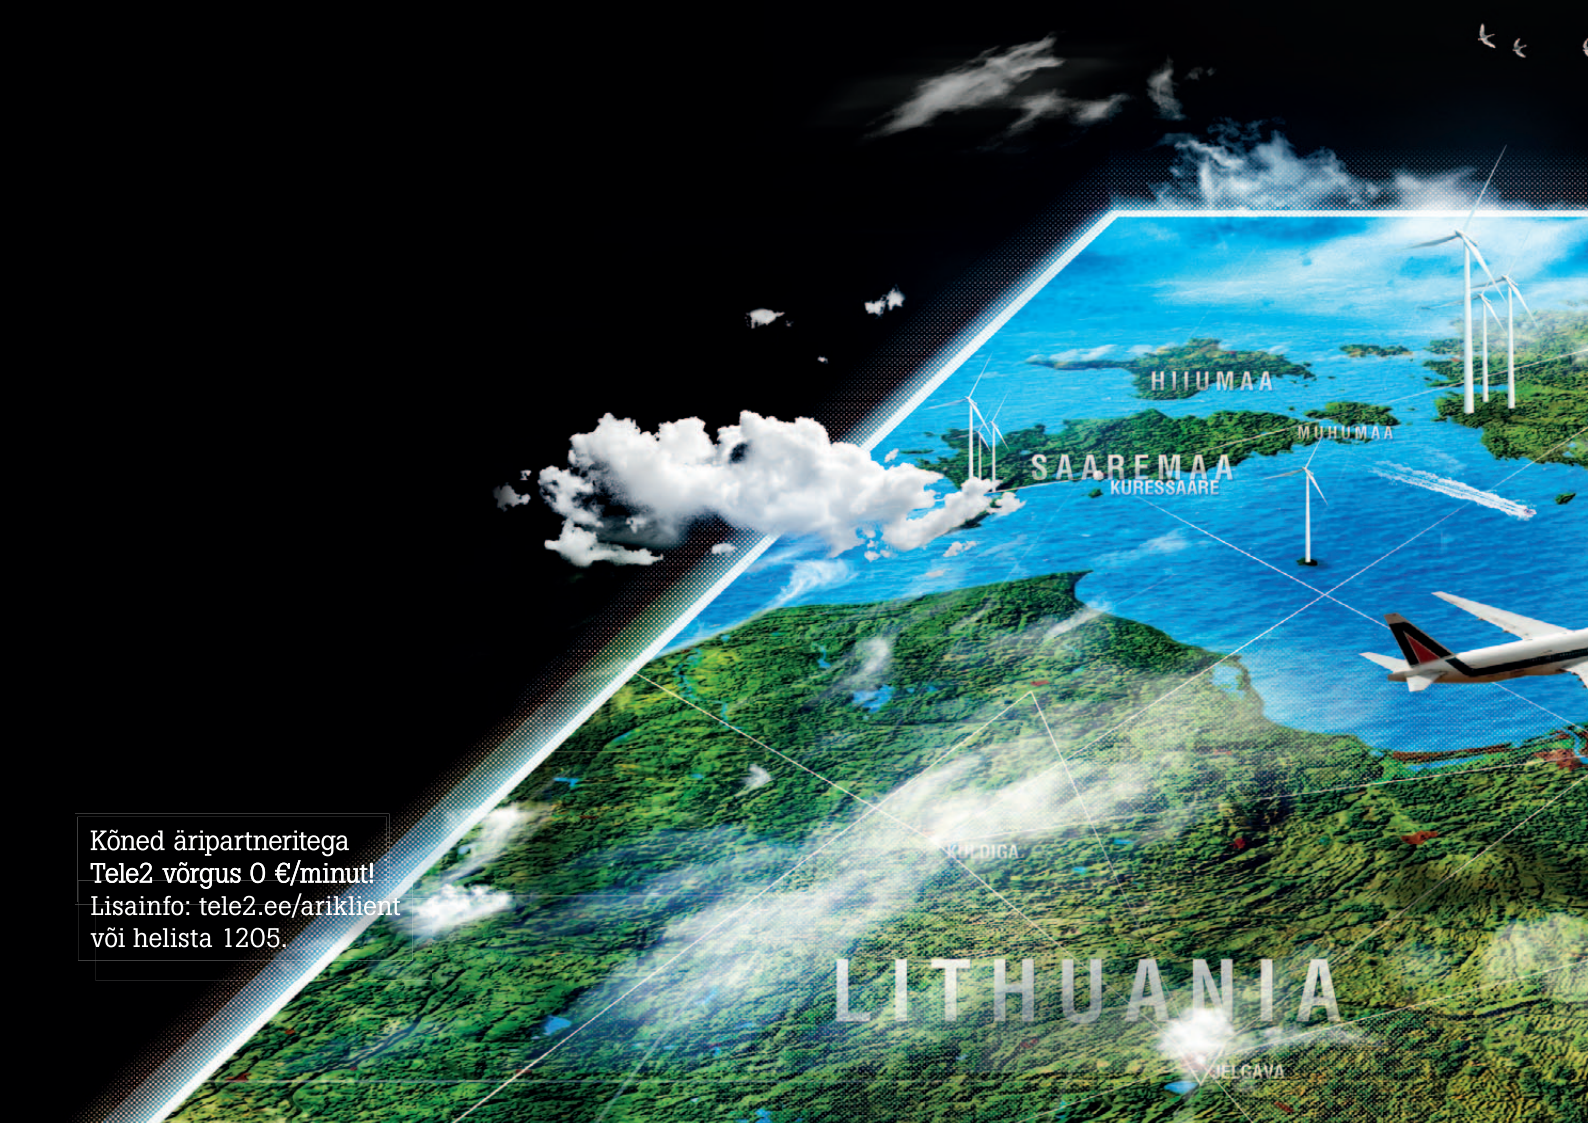 HIIUMAA
MUHUMAA
SAAREMAA
KURESSAARE
Kõned äripartneritega
Tele2 võrgus 0 €/minut!
Lisainfo: tele2.ee/ariklient
või helista 1205.
KULDIGA
LITHUANIA
JELGAVA